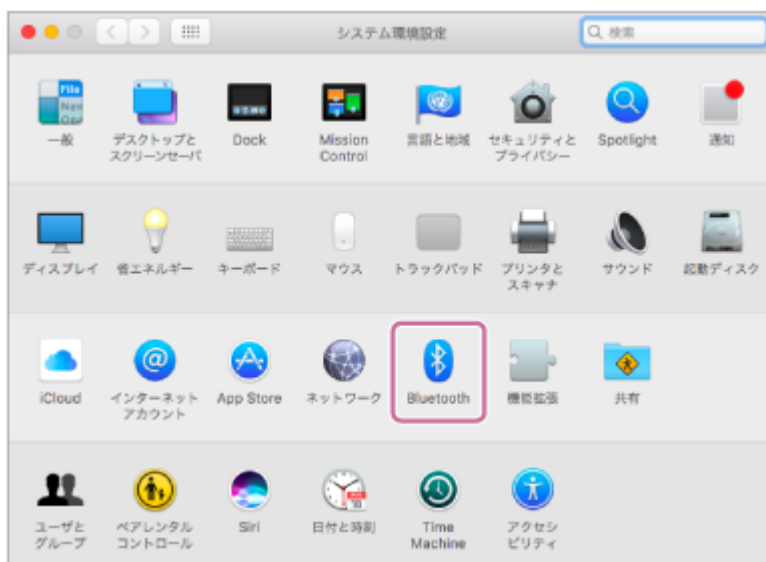 システム環境設定
検索
一般
デスクトップと
スクリーンセーバ
Dock
Mission
Control
言語と地域
セキュリティと
プライバシー
Spotlight
通知
ディスプレイ
省エネルギー
キーボード
マウス
トラックパッド
プリンタと
スキャナ
サウンド
起動ディスク
iCloud
インターネット
アカウント
App Store
ネットワーク
Bluetooth
機能拡張
共有
ユーザと
グループ
ペアレンタル
コントロール
Siri
日付と時刻
Time
Machine
アクセシ
ビリティ